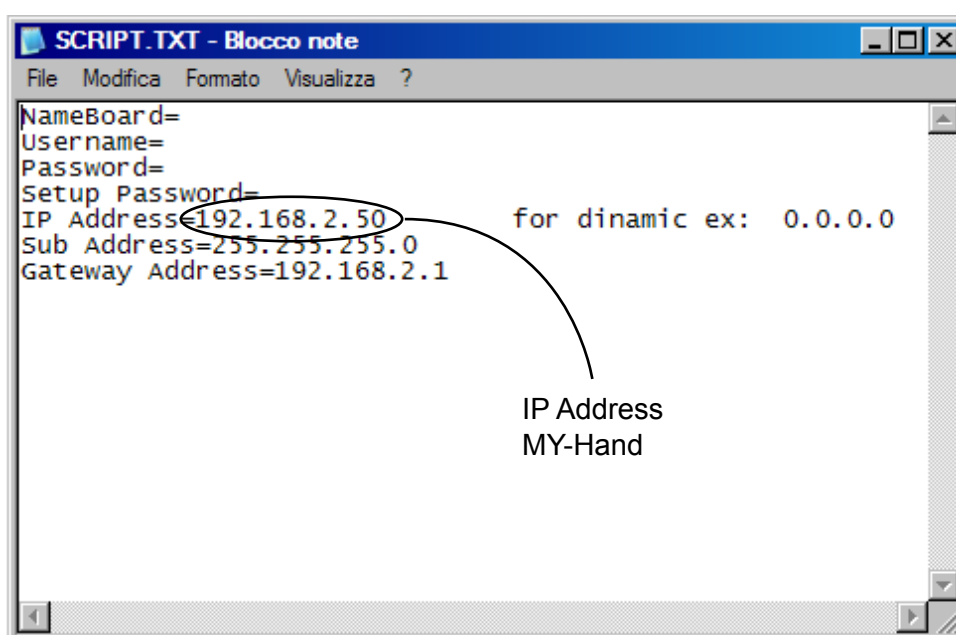 SCRIPT.TXT - Blocco note
File Modifica Formato Visualizza ?
NameBoard=
Username=
Password=
Setup Password=
IP Address=192.168.2.50 for dinamic ex: 0.0.0.0
Sub Address=255.255.255.0
Gateway Address=192.168.2.1
IP Address
MY-Hand